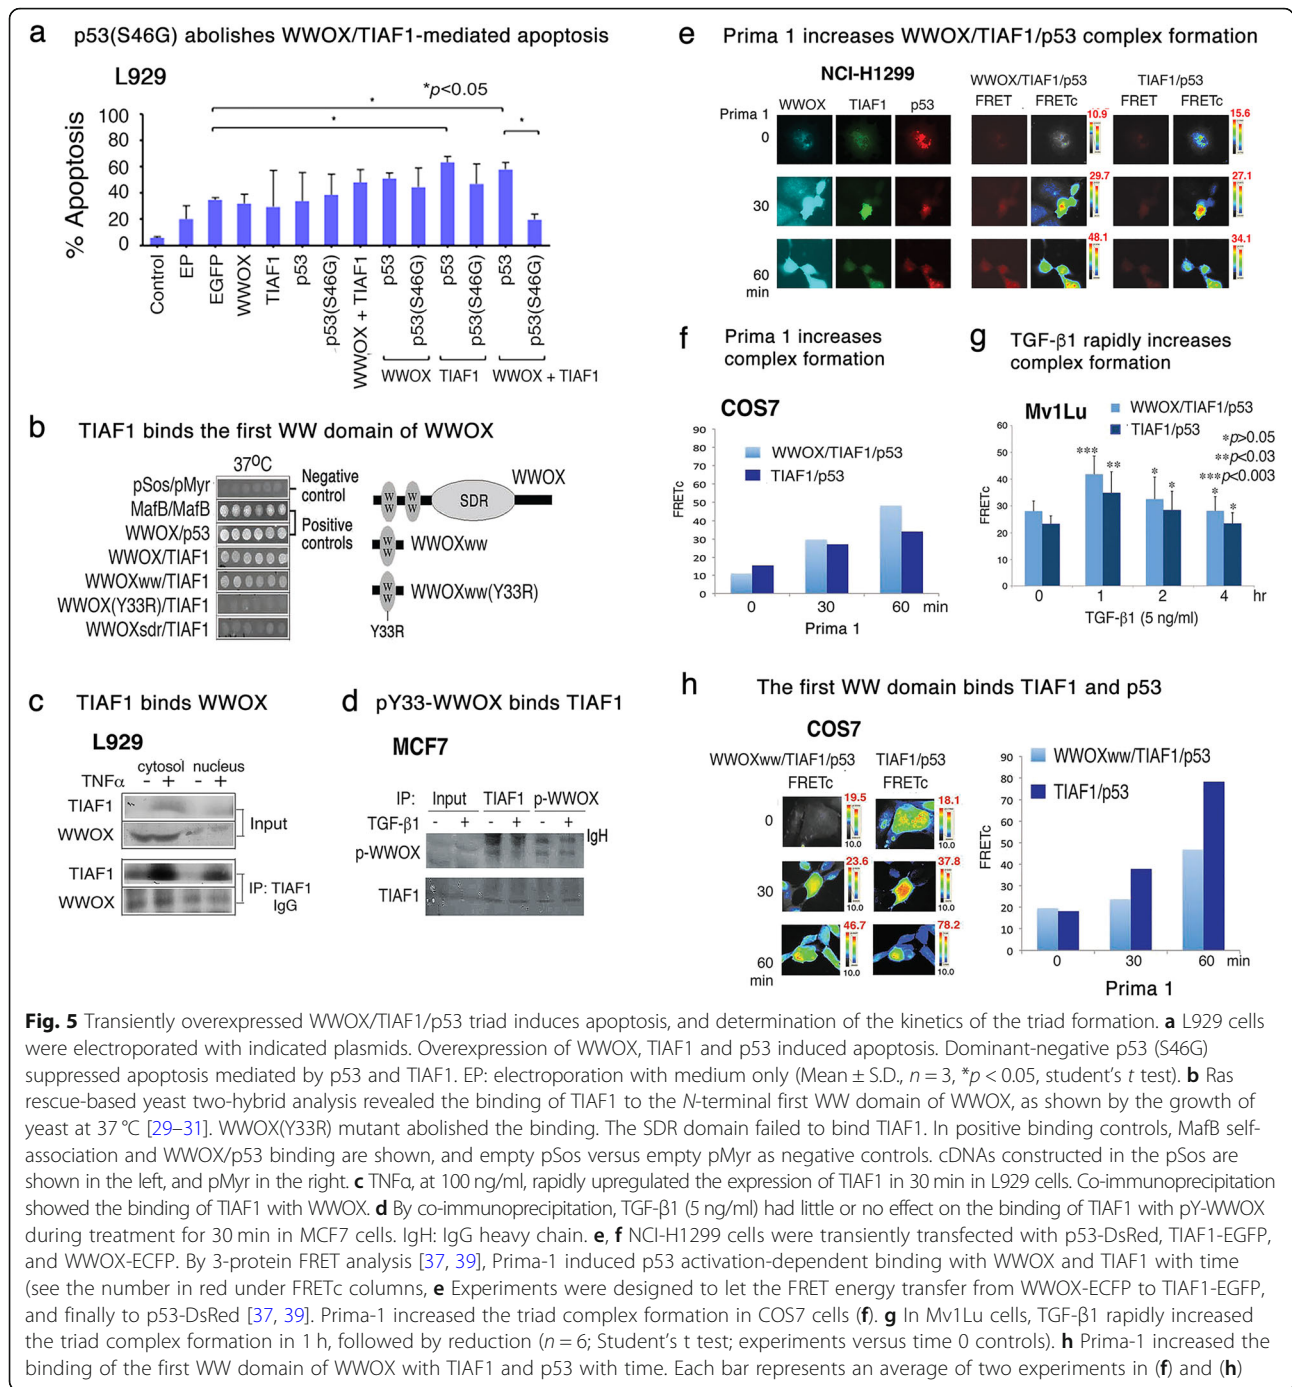 a p53(S46G) abolishes WWOX/TIAF1-mediated apoptosis
L929
*p<0.05
*
*
*
% Apoptosis
100
80
60
40
20
0
Control
EP
EGFP
WWOX
TIAF1
p53
p53(S46G)
WWOX + TIAF1
p53
p53(S46G)
p53
p53(S46G)
p53
p53(S46G)
WWOX TIAF1 WWOX + TIAF1
b TIAF1 binds the first WW domain of WWOX
37⁰C
pSos/pMyr
MafB/MafB
WWOX/p53
WWOX/TIAF1
WWOXww/TIAF1
WWOX(Y33R)/TIAF1
WWOXsdr/TIAF1
Negative
control
Positive
controls
WWOX
W W
W W
SDR
W W
WWOXww
W W
WWOXww(Y33R)
Y33R
c TIAF1 binds WWOX
L929
cytosol nucleus
TNFα - + - +
TIAF1
WWOX
Input
TIAF1
WWOX
IP: TIAF1
IgG
d pY33-WWOX binds TIAF1
MCF7
IP: Input TIAF1 p-WWOX
TGF-β1 - + - + - +
IgH
p-WWOX
TIAF1
e Prima 1 increases WWOX/TIAF1/p53 complex formation
NCI-H1299
WWOX/TIAF1/p53 TIAF1/p53
WWOX TIAF1 p53 FRET FRETc FRET FRETc
Prima 1
0
10.9
15.6
30
29.7
27.1
60
min
48.1
34.1
f Prima 1 increases
complex formation
COS7
WWOX/TIAF1/p53
TIAF1/p53
FRETc
90
80
70
60
50
40
30
20
10
0
0 30 60 min
Prima 1
g TGF-β1 rapidly increases
complex formation
Mv1Lu
WWOX/TIAF1/p53
TIAF1/p53
*p>0.05
**p<0.03
***p<0.003
FRETc
60
50
40
30
20
10
0
***
**
*
*
*
*
0 1 2 4 hr
TGF-β1 (5 ng/ml)
h The first WW domain binds TIAF1 and p53
COS7
WWOXww/TIAF1/p53 TIAF1/p53
FRETc FRETc
0
19.5
10.0
18.1
10.0
30
23.6
10.0
37.8
10.0
60
min
46.7
10.0
78.2
10.0
WWOXww/TIAF1/p53
TIAF1/p53
FRETc
90
80
70
60
50
40
30
20
10
0
0 30 60 min
Prima 1
Fig. 5 Transiently overexpressed WWOX/TIAF1/p53 triad induces apoptosis, and determination of the kinetics of the triad formation. a L929 cells
were electroporated with indicated plasmids. Overexpression of WWOX, TIAF1 and p53 induced apoptosis. Dominant-negative p53 (S46G)
suppressed apoptosis mediated by p53 and TIAF1. EP: electroporation with medium only (Mean ± S.D., n = 3, *p < 0.05, student's t test). b Ras
rescue-based yeast two-hybrid analysis revealed the binding of TIAF1 to the N-terminal first WW domain of WWOX, as shown by the growth of
yeast at 37 °C [29–31]. WWOX(Y33R) mutant abolished the binding. The SDR domain failed to bind TIAF1. In positive binding controls, MafB self-
association and WWOX/p53 binding are shown, and empty pSos versus empty pMyr as negative controls. cDNAs constructed in the pSos are
shown in the left, and pMyr in the right. c TNFα, at 100 ng/ml, rapidly upregulated the expression of TIAF1 in 30 min in L929 cells. Co-immunoprecipitation
showed the binding of TIAF1 with WWOX. d By co-immunoprecipitation, TGF-β1 (5 ng/ml) had little or no effect on the binding of TIAF1 with pY-WWOX
during treatment for 30 min in MCF7 cells. IgH: IgG heavy chain. e, f NCI-H1299 cells were transiently transfected with p53-DsRed, TIAF1-EGFP,
and WWOX-ECFP. By 3-protein FRET analysis [37, 39], Prima-1 induced p53 activation-dependent binding with WWOX and TIAF1 with time
(see the number in red under FRETc columns, e Experiments were designed to let the FRET energy transfer from WWOX-ECFP to TIAF1-EGFP,
and finally to p53-DsRed [37, 39]. Prima-1 increased the triad complex formation in COS7 cells (f). g In Mv1Lu cells, TGF-β1 rapidly increased
the triad complex formation in 1 h, followed by reduction (n = 6; Student's t test; experiments versus time 0 controls). h Prima-1 increased the
binding of the first WW domain of WWOX with TIAF1 and p53 with time. Each bar represents an average of two experiments in (f) and (h)